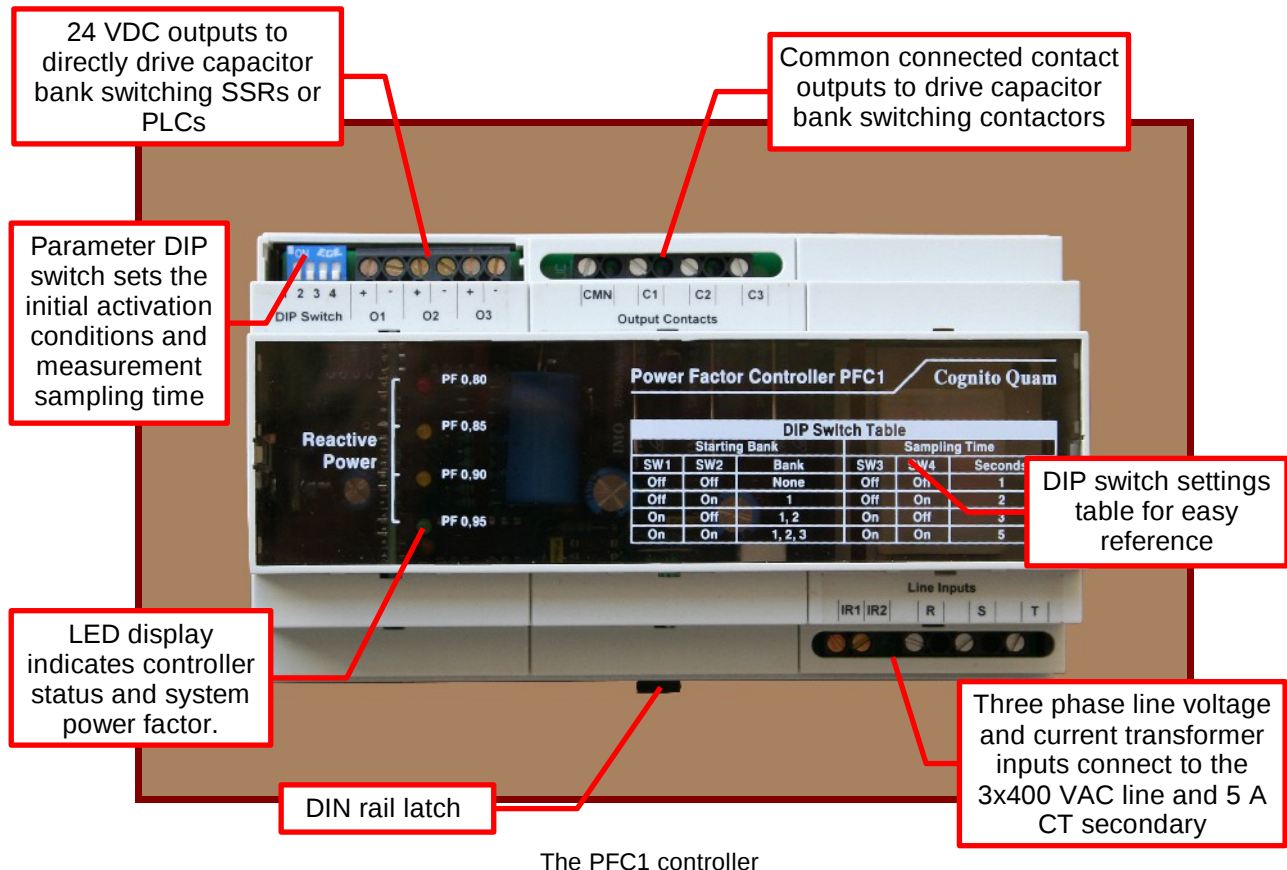 24 VDC outputs to
directly drive capacitor
bank switching SSRs or
PLCs
Common connected contact
outputs to drive capacitor
bank switching contactors
Parameter DIP
switch sets the
initial activation
conditions and
measurement
sampling time
ON ECE
2 3 4 + - + - + -
DIP Switch O1 O2 O3
CMN C1 C2 C3
Output Contacts
Power Factor Controller PFC1 Cognito Quam
PF 0,80
PF 0,85
Reactive
Power
PF 0,90
PF 0,95
IMO
DIP Switch Table
Starting Bank Sampling Time
SW1 SW2 Bank SW3 SW4 Seconds
Off Off None Off On 1
Off On 1 Off On 2
On Off 1, 2 On Off 3
On On 1, 2, 3 On On 5
DIP switch settings
table for easy
reference
Line Inputs
IR1 IR2 R S T
LED display
indicates controller
status and system
power factor.
DIN rail latch
Three phase line voltage
and current transformer
inputs connect to the
3x400 VAC line and 5 A
CT secondary
The PFC1 controller